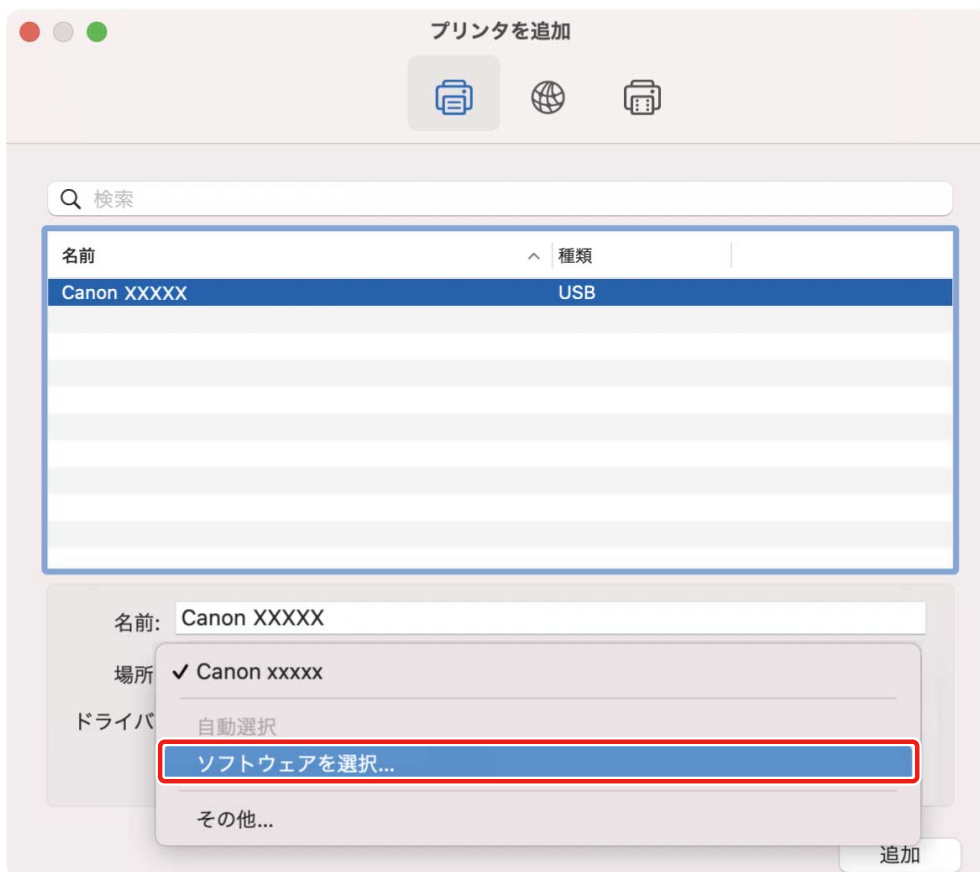 プリンタを追加
検索
名前 種類
Canon XXXXX USB
名前: Canon XXXXX
場所 ✓ Canon xxxxx
ドライバ 自動選択
ソフトウェアを選択...
その他...
追加